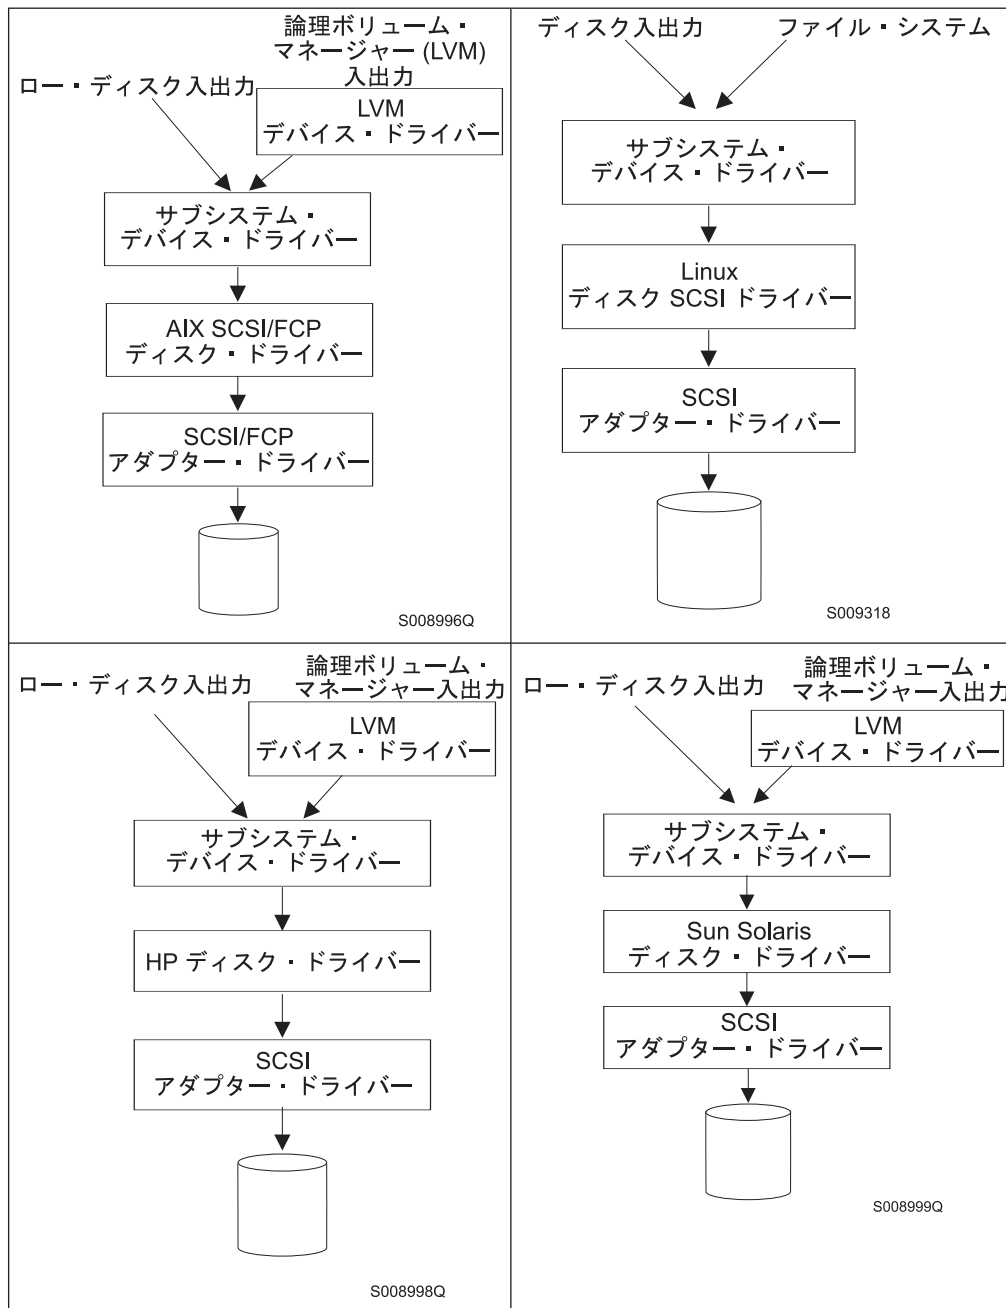 論理ボリューム・
マネージャー (LVM)
入出力
ロー・ディスク入出力
LVM
デバイス・ドライバー
サブシステム・
デバイス・ドライバー
AIX SCSI/FCP
ディスク・ドライバー
SCSI/FCP
アダプター・ドライバー
S008996Q
ディスク入出力
ファイル・システム
サブシステム・
デバイス・ドライバー
Linux
ディスク SCSI ドライバー
SCSI
アダプター・ドライバー
S009318
論理ボリューム・
マネージャー入出力
ロー・ディスク入出力
LVM
デバイス・ドライバー
サブシステム・
デバイス・ドライバー
HP ディスク・ドライバー
SCSI
アダプター・ドライバー
S008998Q
論理ボリューム・
マネージャー入出力
ロー・ディスク入出力
LVM
デバイス・ドライバー
サブシステム・
デバイス・ドライバー
Sun Solaris
ディスク・ドライバー
SCSI
アダプター・ドライバー
S008999Q